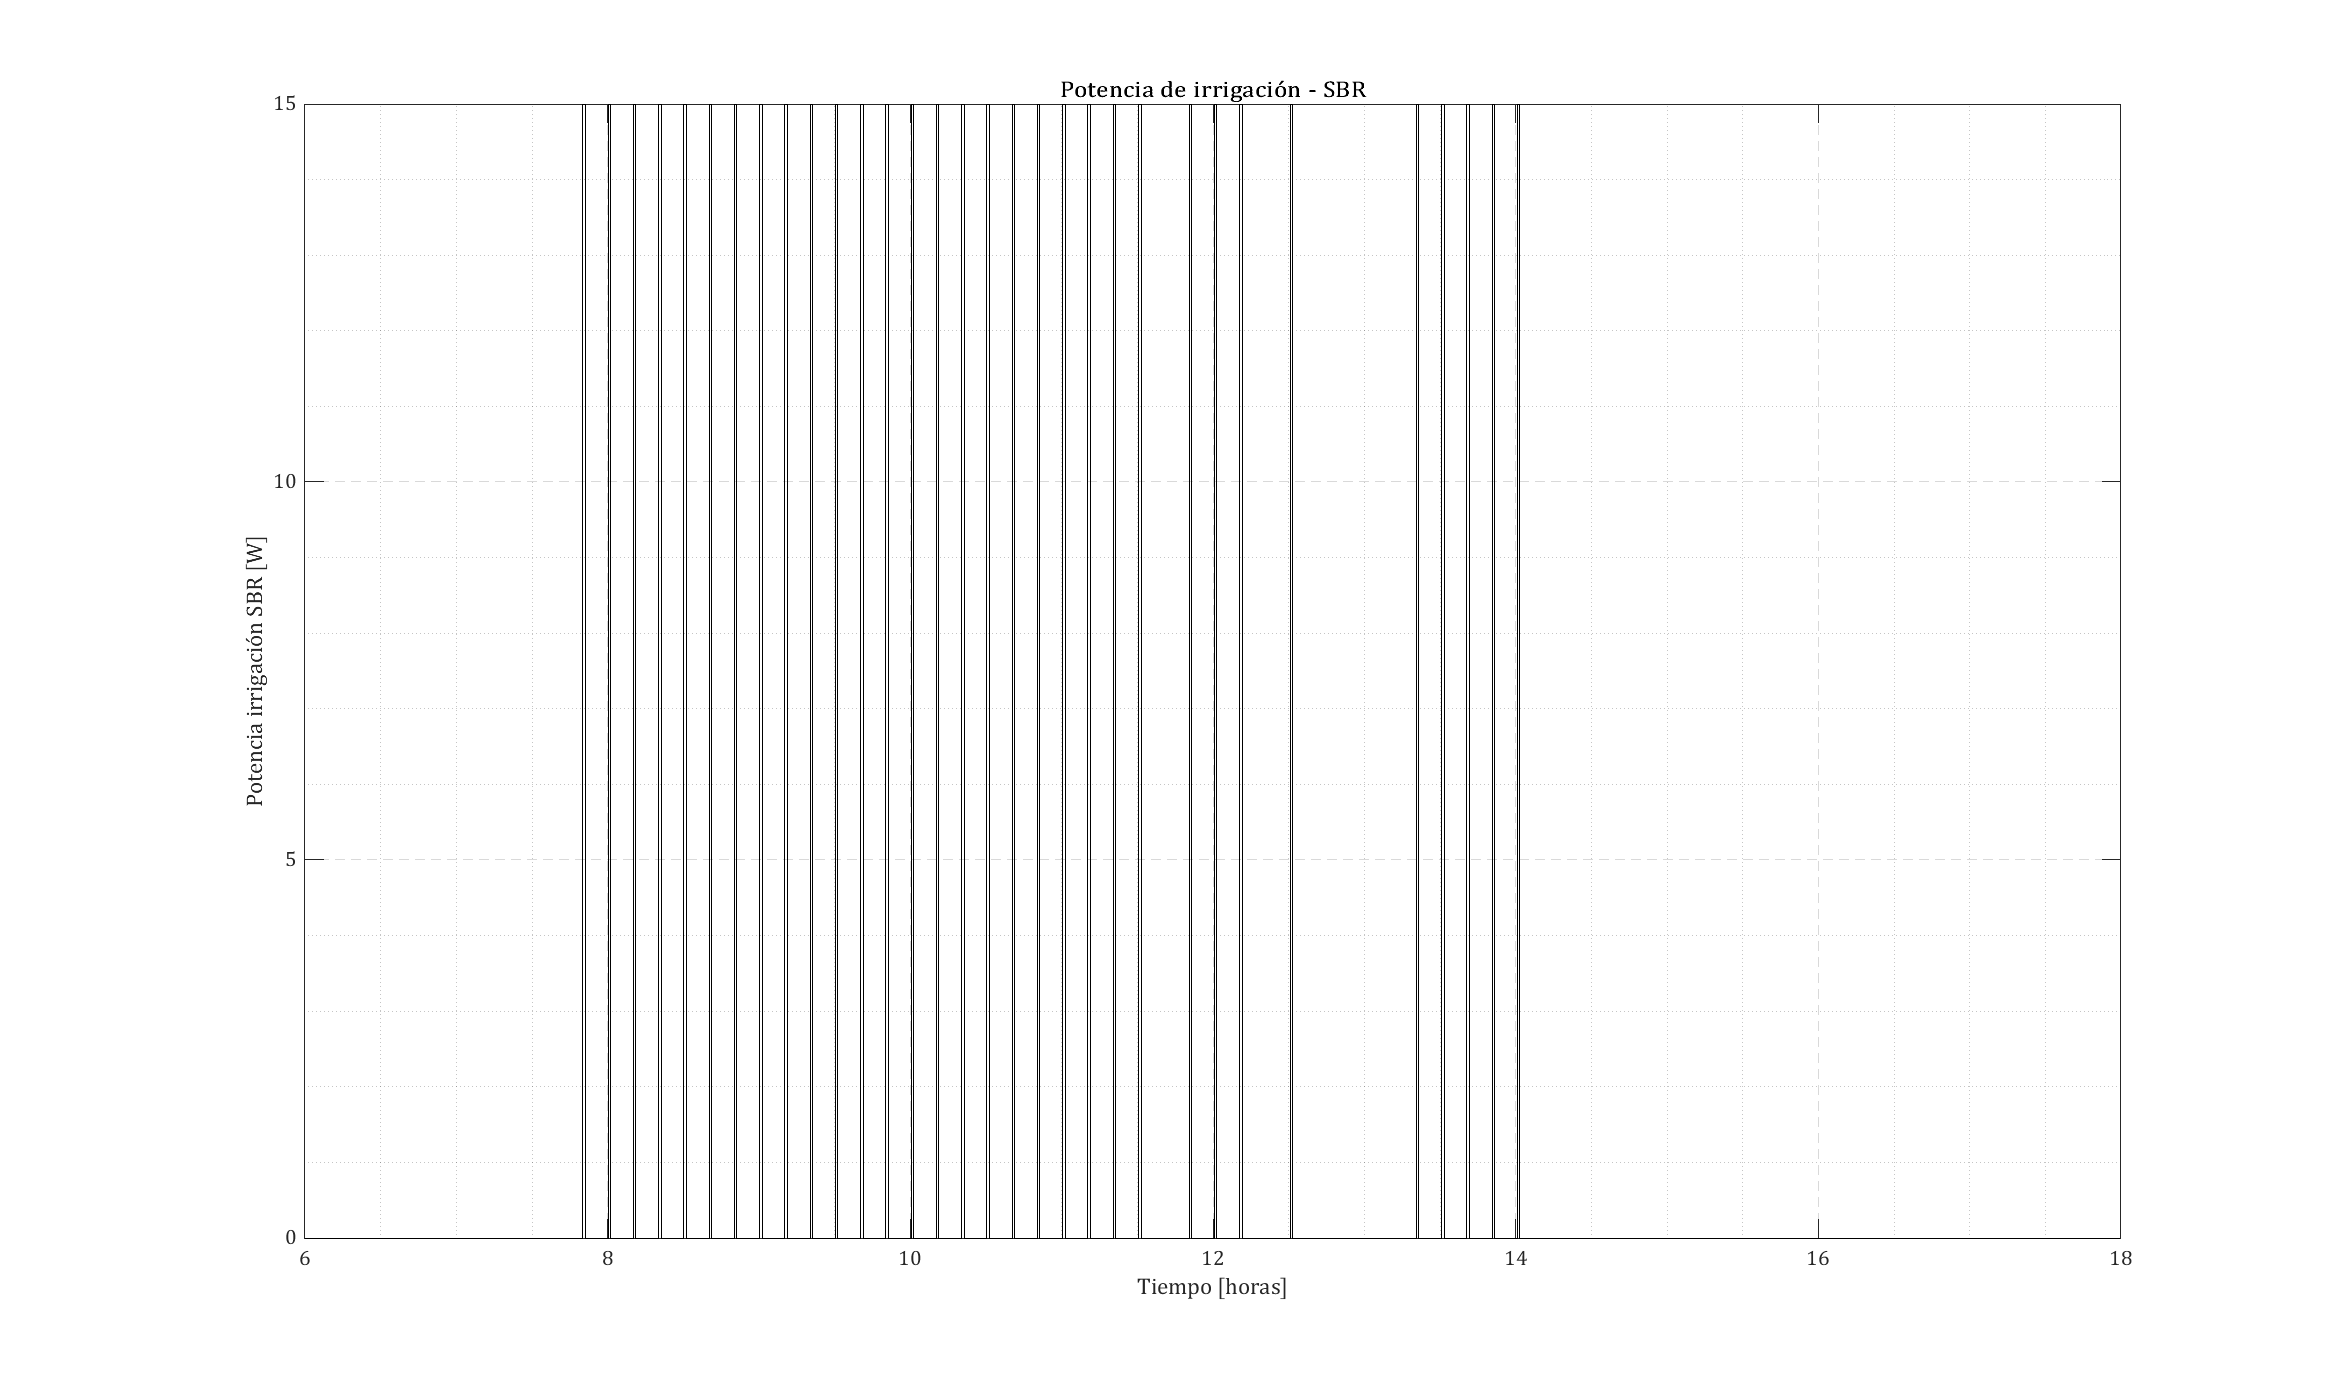 Potencia de irrigación - SBR
15
10
5
0
Potencia irrigación SBR [W]
6 8 10 12 14 16 18
Tiempo [horas]